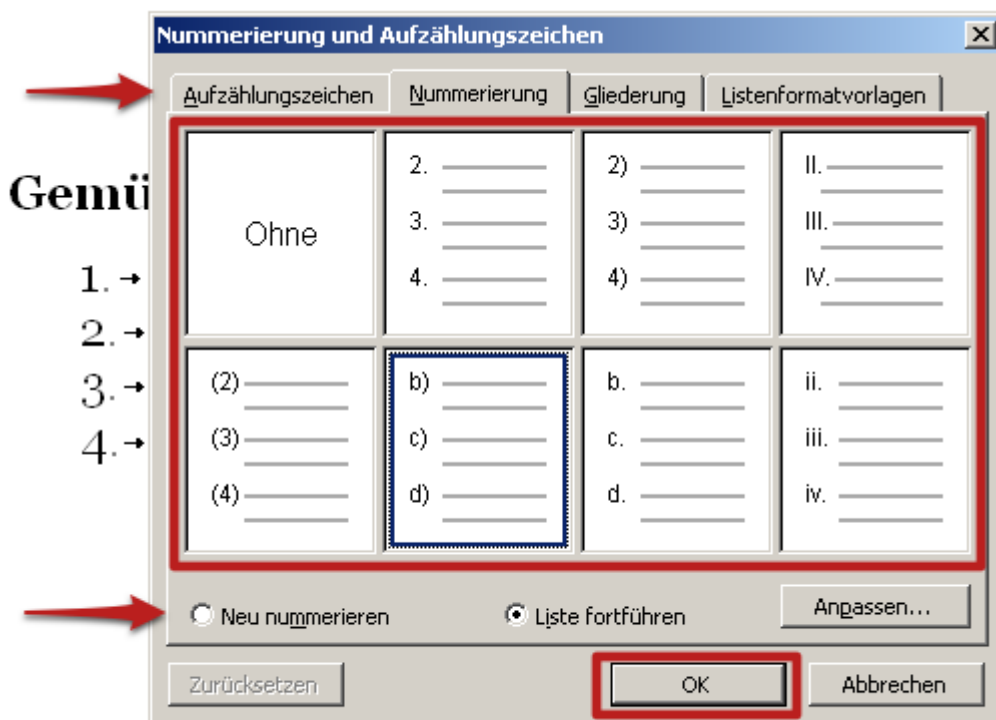 Nummerierung und Aufzählungszeichen
Aufzählungszeichen Nummerierung Gliederung Listenformatvorlagen
Gemü
1.
2.
3.
4.
Ohne
2.
3.
4.
2)
3)
4)
II.
III.
IV.
(2)
(3)
(4)
b)
c)
d)
b.
c.
d.
ii.
iii.
iv.
Neu nummerieren Liste fortführen Anpassen...
Zurücksetzen OK Abbrechen